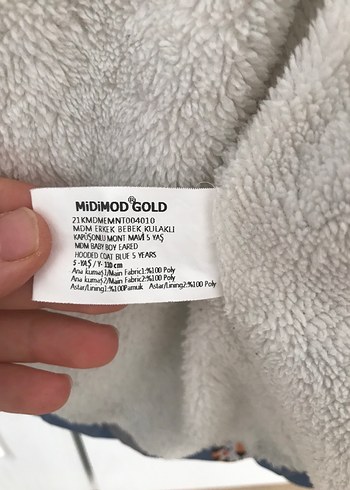 MiDiMOD® GOLD
21KMDMEMNT004010
MDM ERKEK BEBEK KULAKLI
KAPÜŞONLU MONT MAVİ 5 YAŞ
MDM BABY BOY EARED
HOODED COAT BLUE 5 YEARS
5 -YAŞ / Y- 110 cm
Ana kumaş1/Main Fabric1:%100 Poly
Ana kumaş2/Main Fabric2:%100 Poly
Astar/Lining1:%100Pamuk Astar/Lining2:%100 Poly